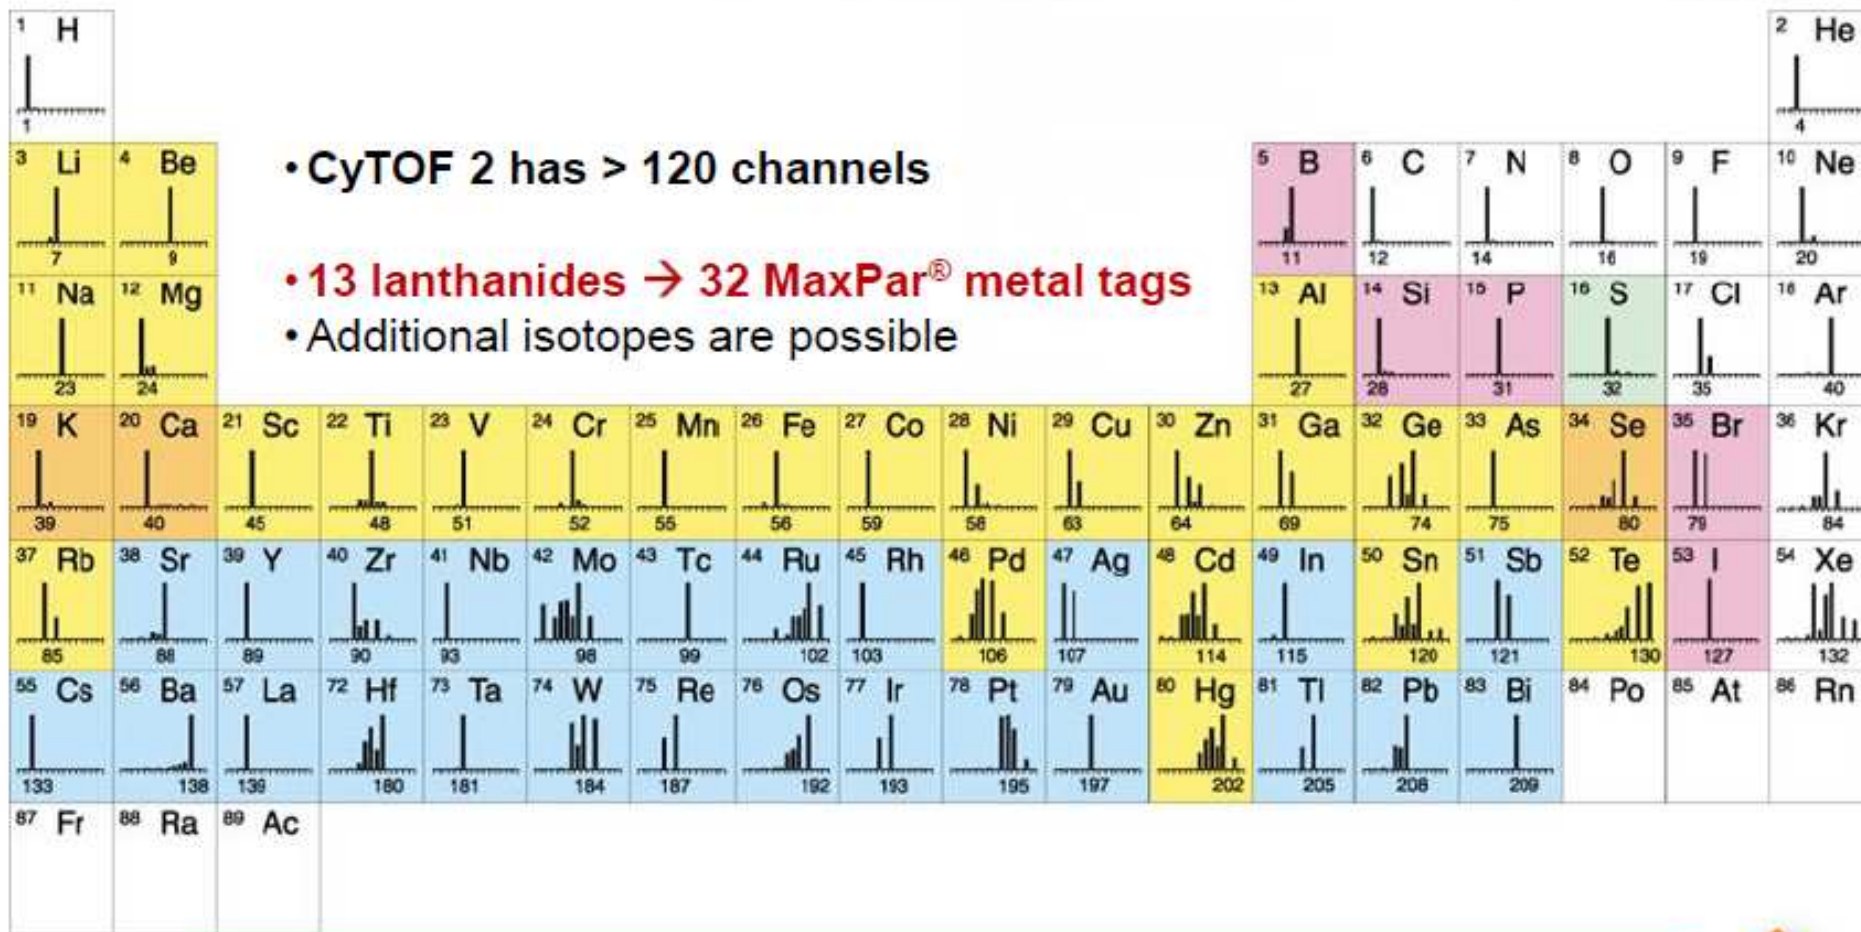 1 H 2 He
1 4
• CyTOF 2 has > 120 channels
3 Li 4 Be 5 B 6 C 7 N 8 O 9 F 10 Ne
7 9 11 12 14 16 19 20
• 13 lanthanides → 32 MaxPar® metal tags
11 Na 12 Mg 13 Al 14 Si 15 P 16 S 17 Cl 18 Ar
• Additional isotopes are possible
23 24 27 28 31 32 35 40
19 K 20 Ca 21 Sc 22 Ti 23 V 24 Cr 25 Mn 26 Fe 27 Co 28 Ni 29 Cu 30 Zn 31 Ga 32 Ge 33 As 34 Se 35 Br 36 Kr
39 40 45 48 51 52 55 56 59 58 63 64 69 74 75 80 79 84
37 Rb 38 Sr 39 Y 40 Zr 41 Nb 42 Mo 43 Tc 44 Ru 45 Rh 46 Pd 47 Ag 48 Cd 49 In 50 Sn 51 Sb 52 Te 53 I 54 Xe
85 88 89 90 93 98 99 102 103 106 107 114 115 120 121 130 127 132
55 Cs 56 Ba 57 La 72 Hf 73 Ta 74 W 75 Re 76 Os 77 Ir 78 Pt 79 Au 80 Hg 81 Tl 82 Pb 83 Bi 84 Po 85 At 86 Rn
133 138 139 180 181 184 187 192 193 195 197 202 205 208 209
87 Fr 88 Ra 89 Ac